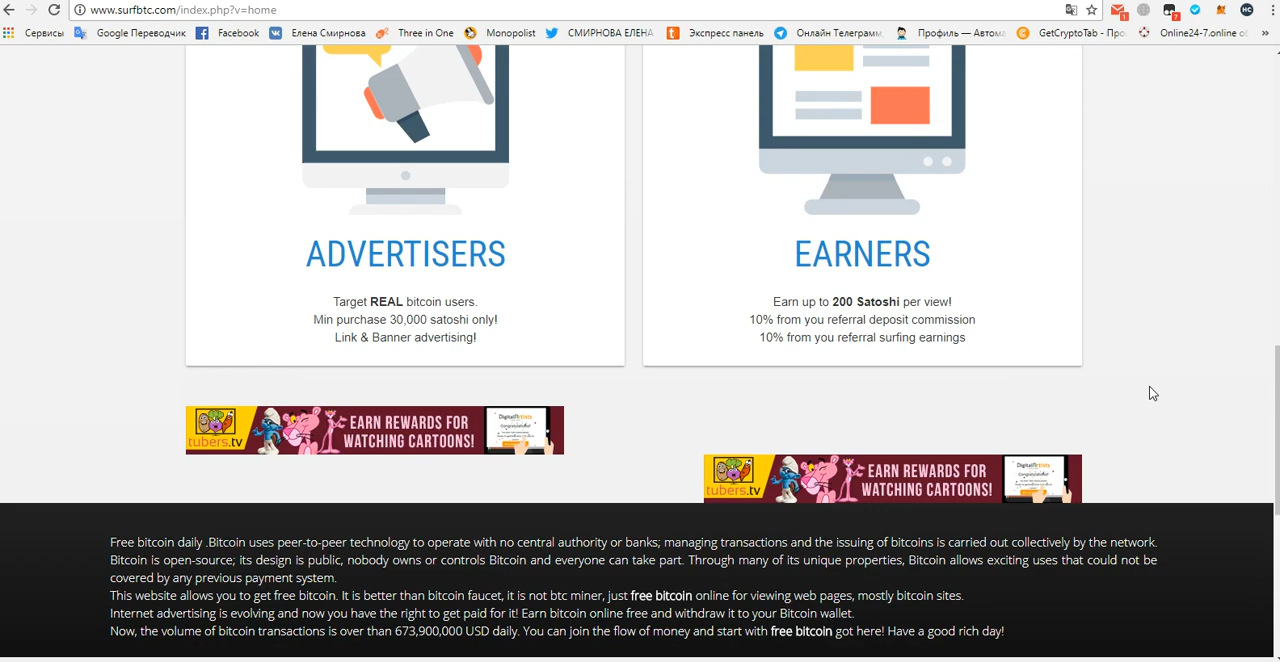 www.surfbtc.com/index.php?v=home
1
7
HC
Сервисы
Google Переводчик
Facebook
Елена Смирнова
Three in One
Monopolist
СМИРНОВА ЕЛЕНА
Экспресс панель
Онлайн Телеграмм
Профиль — Автома
GetCryptoTab - Про
Online24-7.online о
»
ADVERTISERS
Target REAL bitcoin users.
Min purchase 30,000 satoshi only!
Link & Banner advertising!
EARNERS
Earn up to 200 Satoshi per view!
10% from you referral deposit commission
10% from you referral surfing earnings
tubers.tv
EARN REWARDS FOR
WATCHING CARTOONS!
tubers.tv
EARN REWARDS FOR
WATCHING CARTOONS!
Free bitcoin daily .Bitcoin uses peer-to-peer technology to operate with no central authority or banks; managing transactions and the issuing of bitcoins is carried out collectively by the network.
Bitcoin is open-source; its design is public, nobody owns or controls Bitcoin and everyone can take part. Through many of its unique properties, Bitcoin allows exciting uses that could not be
covered by any previous payment system.
This website allows you to get free bitcoin. It is better than bitcoin faucet, it is not btc miner, just free bitcoin online for viewing web pages, mostly bitcoin sites.
Internet advertising is evolving and now you have the right to get paid for it! Earn bitcoin online free and withdraw it to your Bitcoin wallet.
Now, the volume of bitcoin transactions is over than 673,900,000 USD daily. You can join the flow of money and start with free bitcoin got here! Have a good rich day!